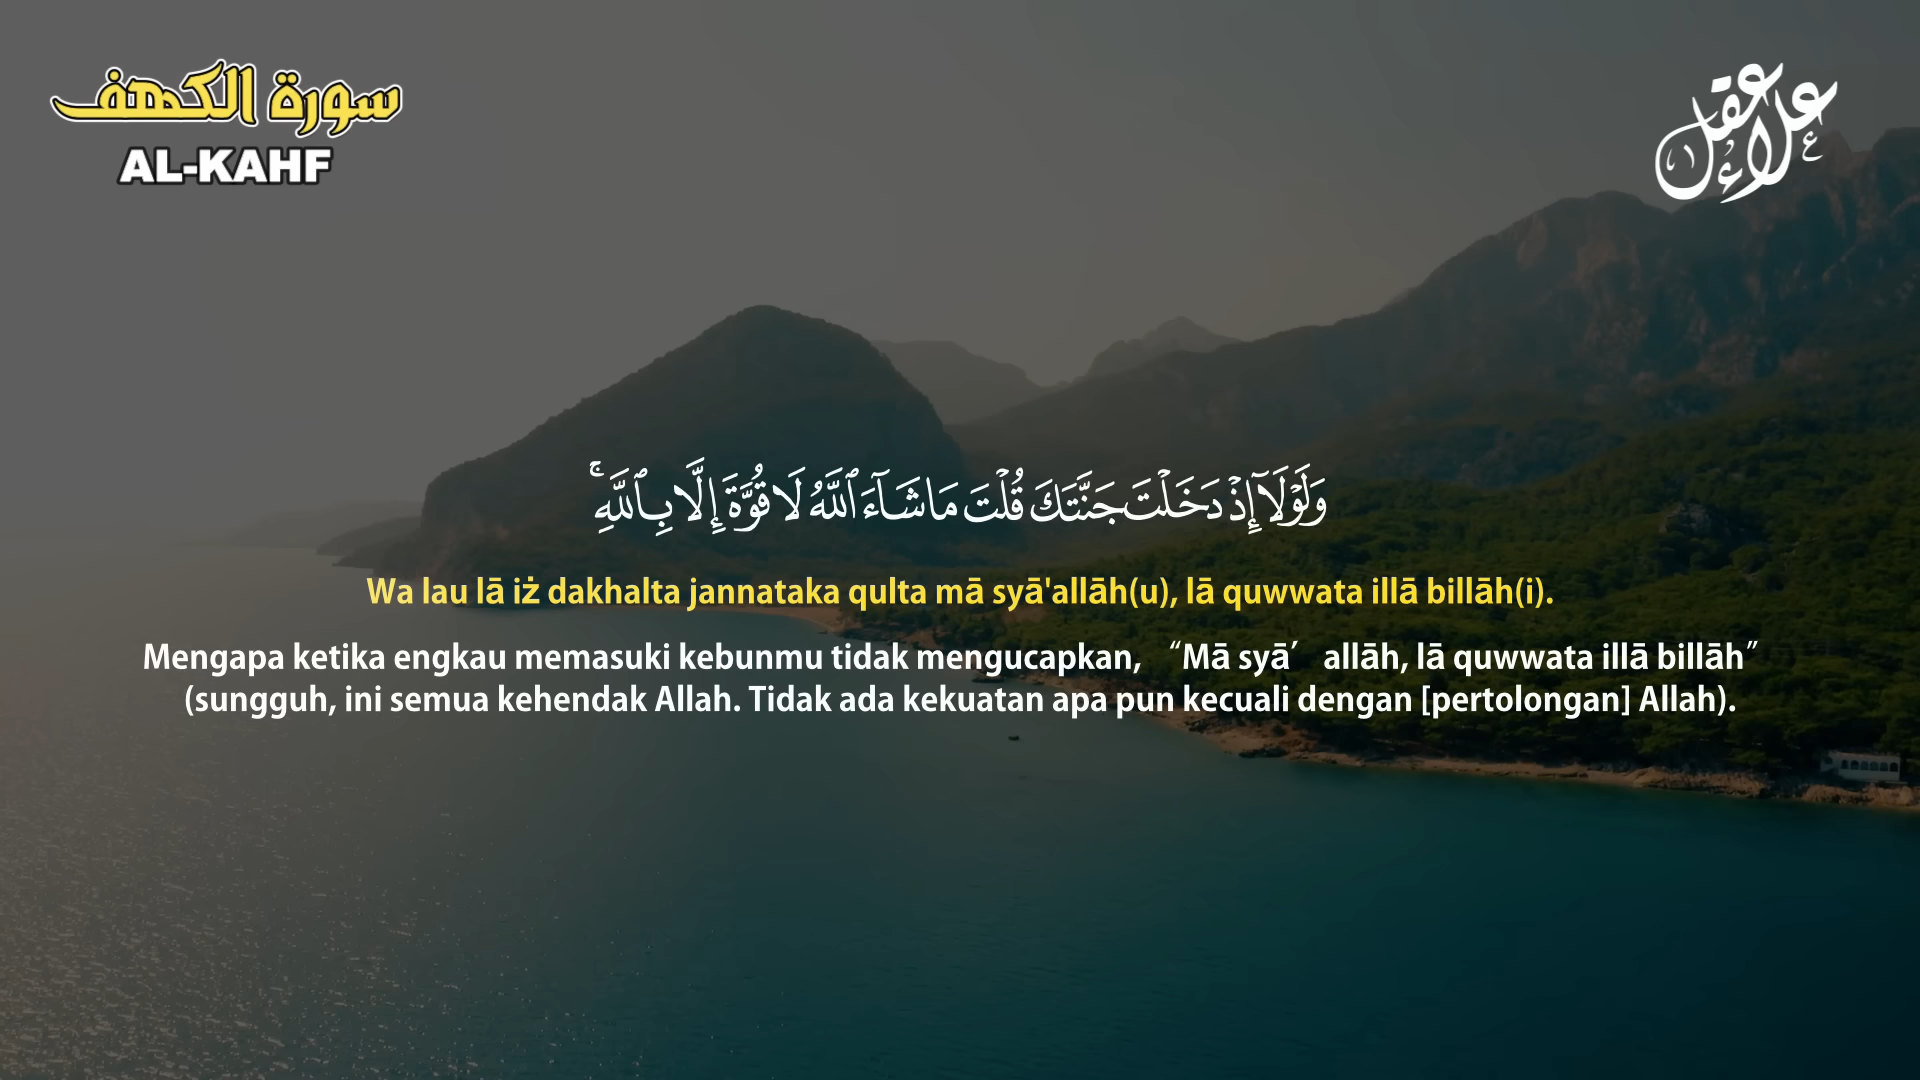 سورة الكهف
AL-KAHF
علاء عقل
وَلَوْلَآ إِذْ دَخَلْتَ جَنَّتَكَ قُلْتَ مَا شَآءَ ٱللَّهُ لَا قُوَّةَ إِلَّا بِٱللَّهِ ۚ
Wa lau lā iż dakhalta jannataka qulta mā syā'allāh(u), lā quwwata illā billāh(i).
Mengapa ketika engkau memasuki kebunmu tidak mengucapkan, “Mā syā’ allāh, lā quwwata illā billāh”
(sungguh, ini semua kehendak Allah. Tidak ada kekuatan apa pun kecuali dengan [pertolongan] Allah).